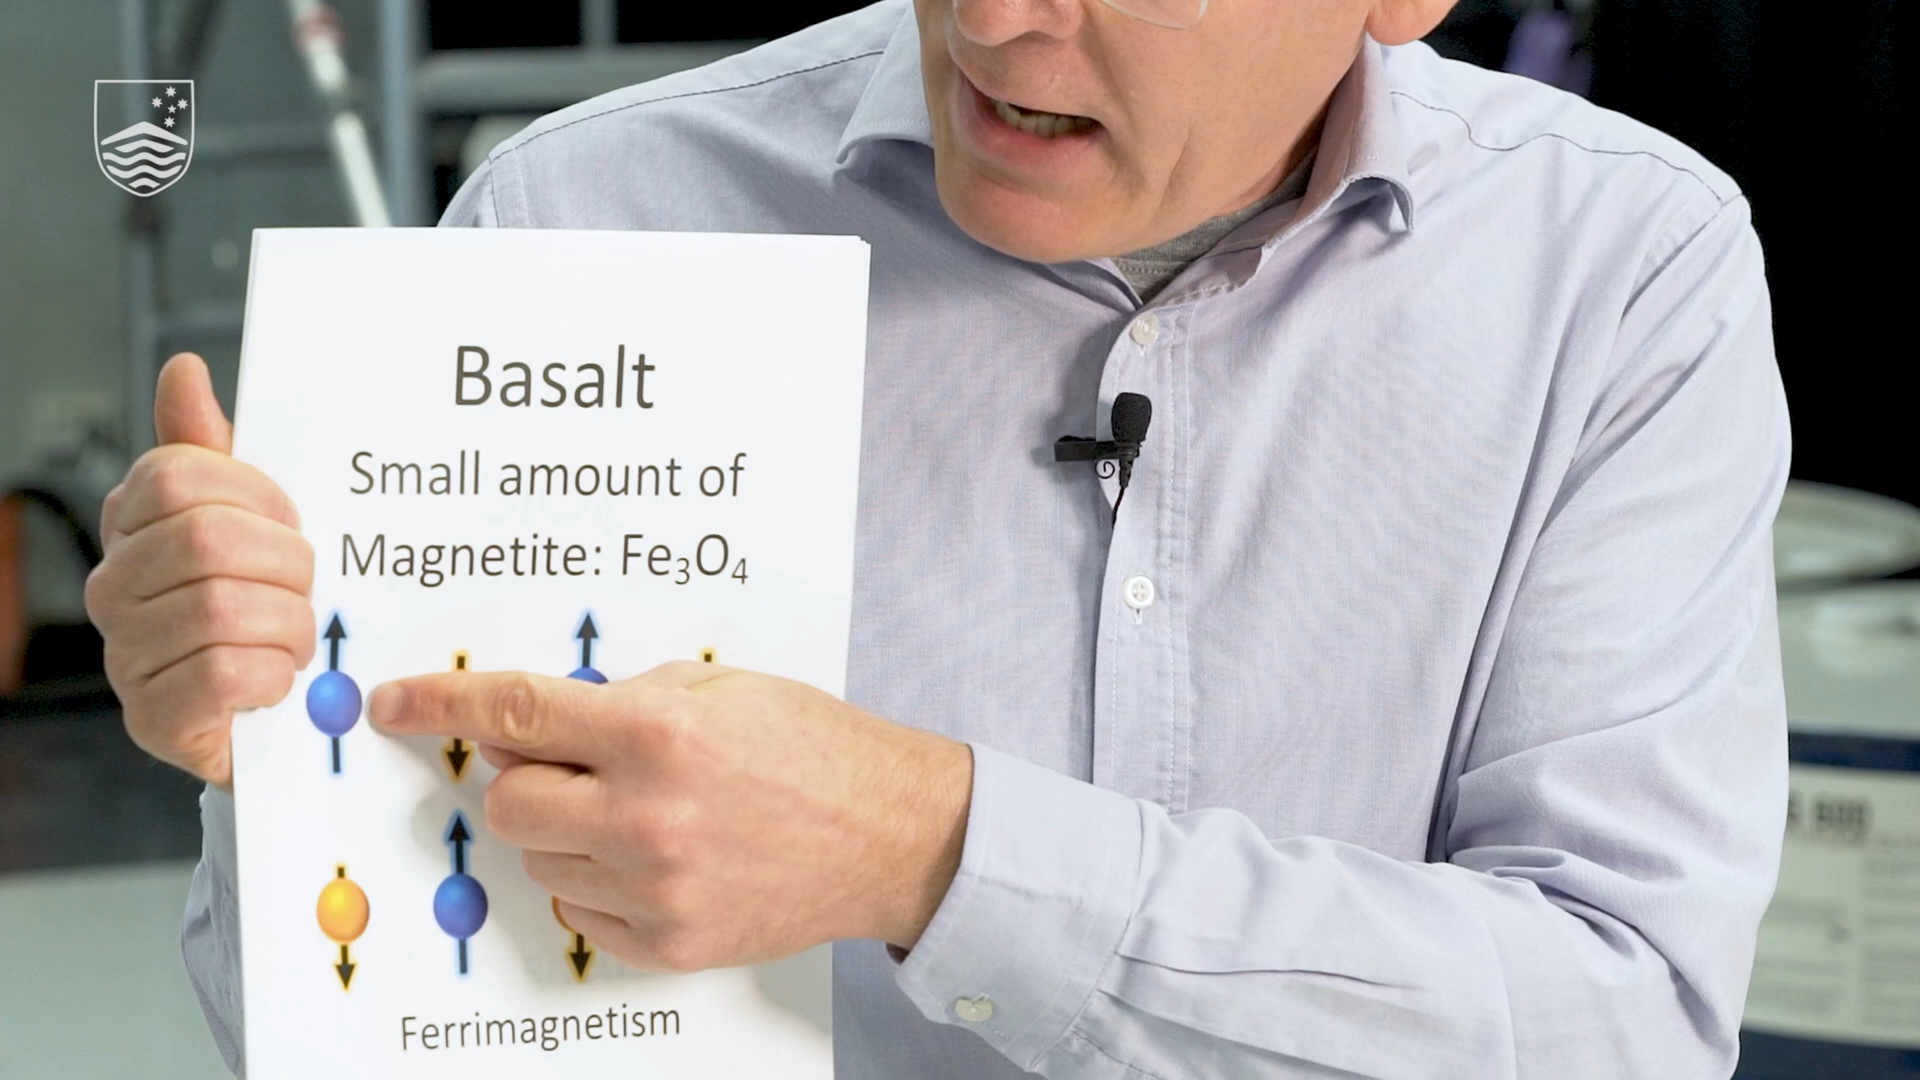 Basalt
Small amount of
Magnetite: Fe₃O₄
Ferrimagnetism